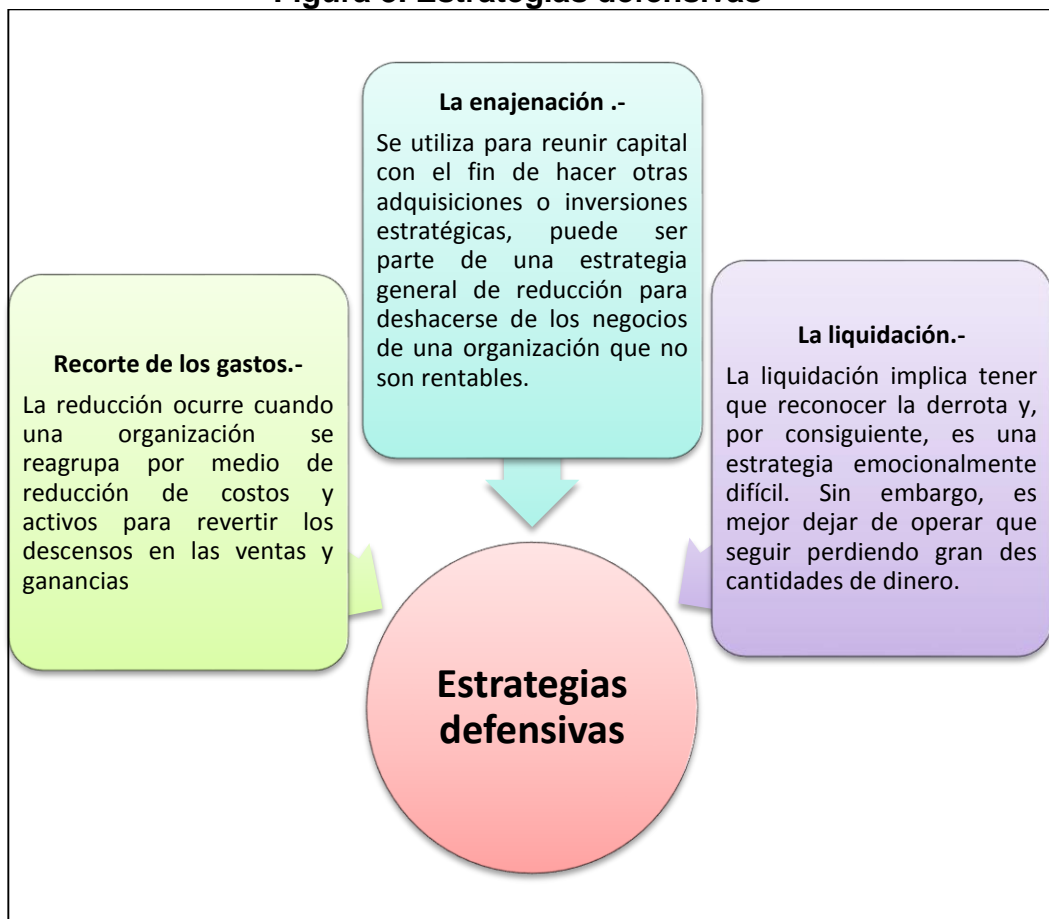 La enajenación .-
Se utiliza para reunir capital
con el fin de hacer otras
adquisiciones o inversiones
estratégicas, puede ser
parte de una estrategia
general de reducción para
deshacerse de los negocios
de una organización que no
son rentables.
Recorte de los gastos.-
La reducción ocurre cuando
una organización se
reagrupa por medio de
reducción de costos y
activos para revertir los
descensos en las ventas y
ganancias
La liquidación.-
La liquidación implica tener
que reconocer la derrota y,
por consiguiente, es una
estrategia emocionalmente
difícil. Sin embargo, es
mejor dejar de operar que
seguir perdiendo gran des
cantidades de dinero.
Estrategias
defensivas